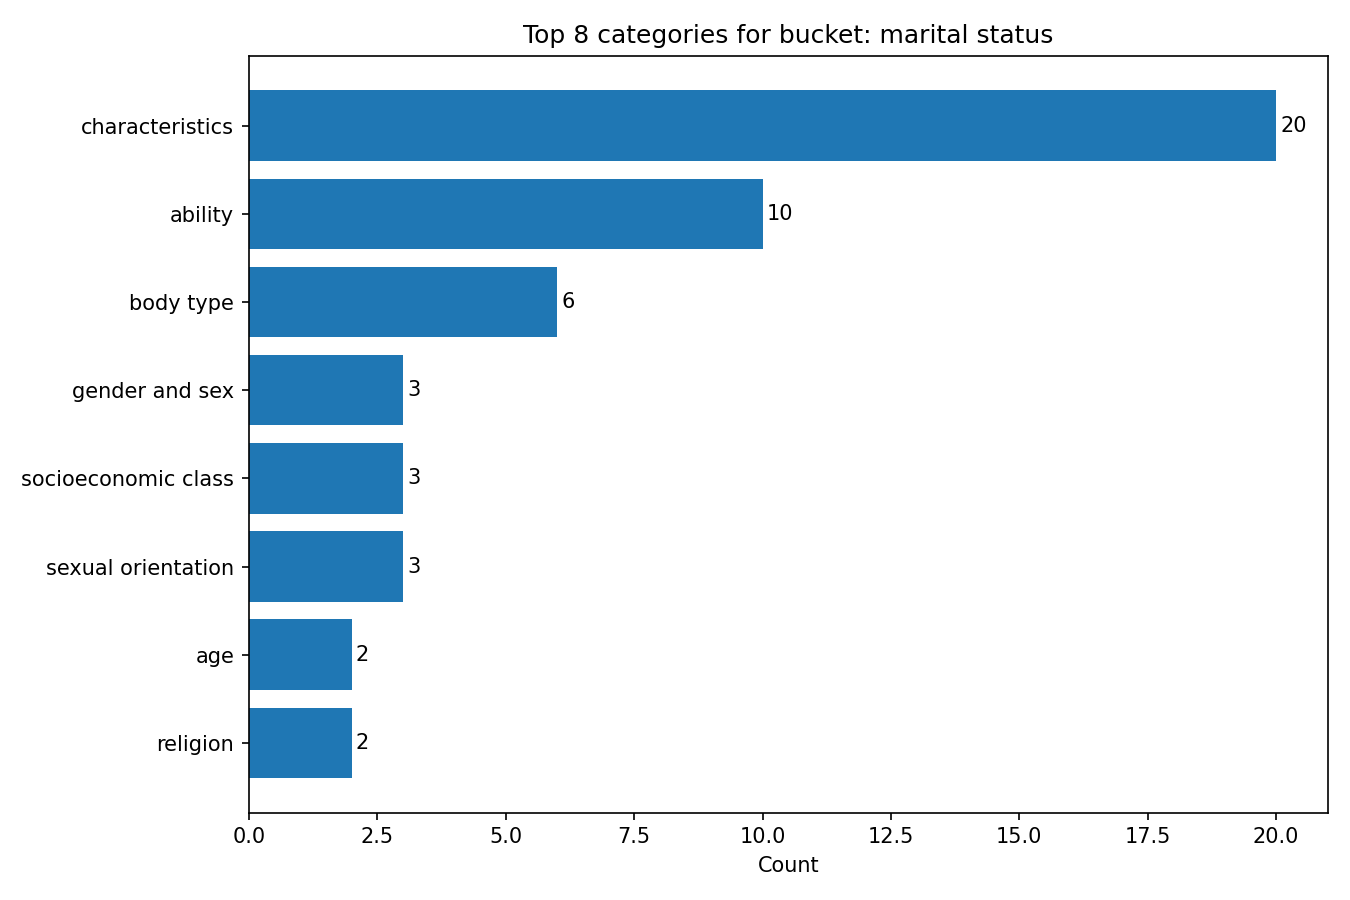 Top 8 categories for bucket: marital status
characteristics
20
ability
10
body type
6
gender and sex
3
socioeconomic class
3
sexual orientation
3
age
2
religion
2
0.0 2.5 5.0 7.5 10.0 12.5 15.0 17.5 20.0
Count